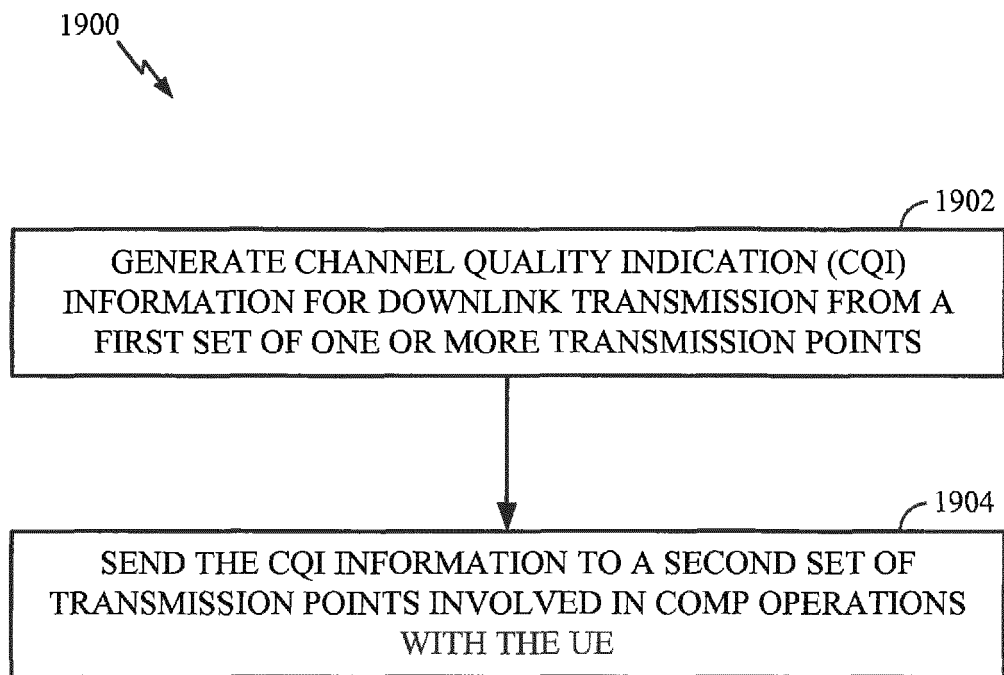 1900
1902
GENERATE CHANNEL QUALITY INDICATION (CQI)
INFORMATION FOR DOWNLINK TRANSMISSION FROM A
FIRST SET OF ONE OR MORE TRANSMISSION POINTS
1904
SEND THE CQI INFORMATION TO A SECOND SET OF
TRANSMISSION POINTS INVOLVED IN COMP OPERATIONS
WITH THE UE